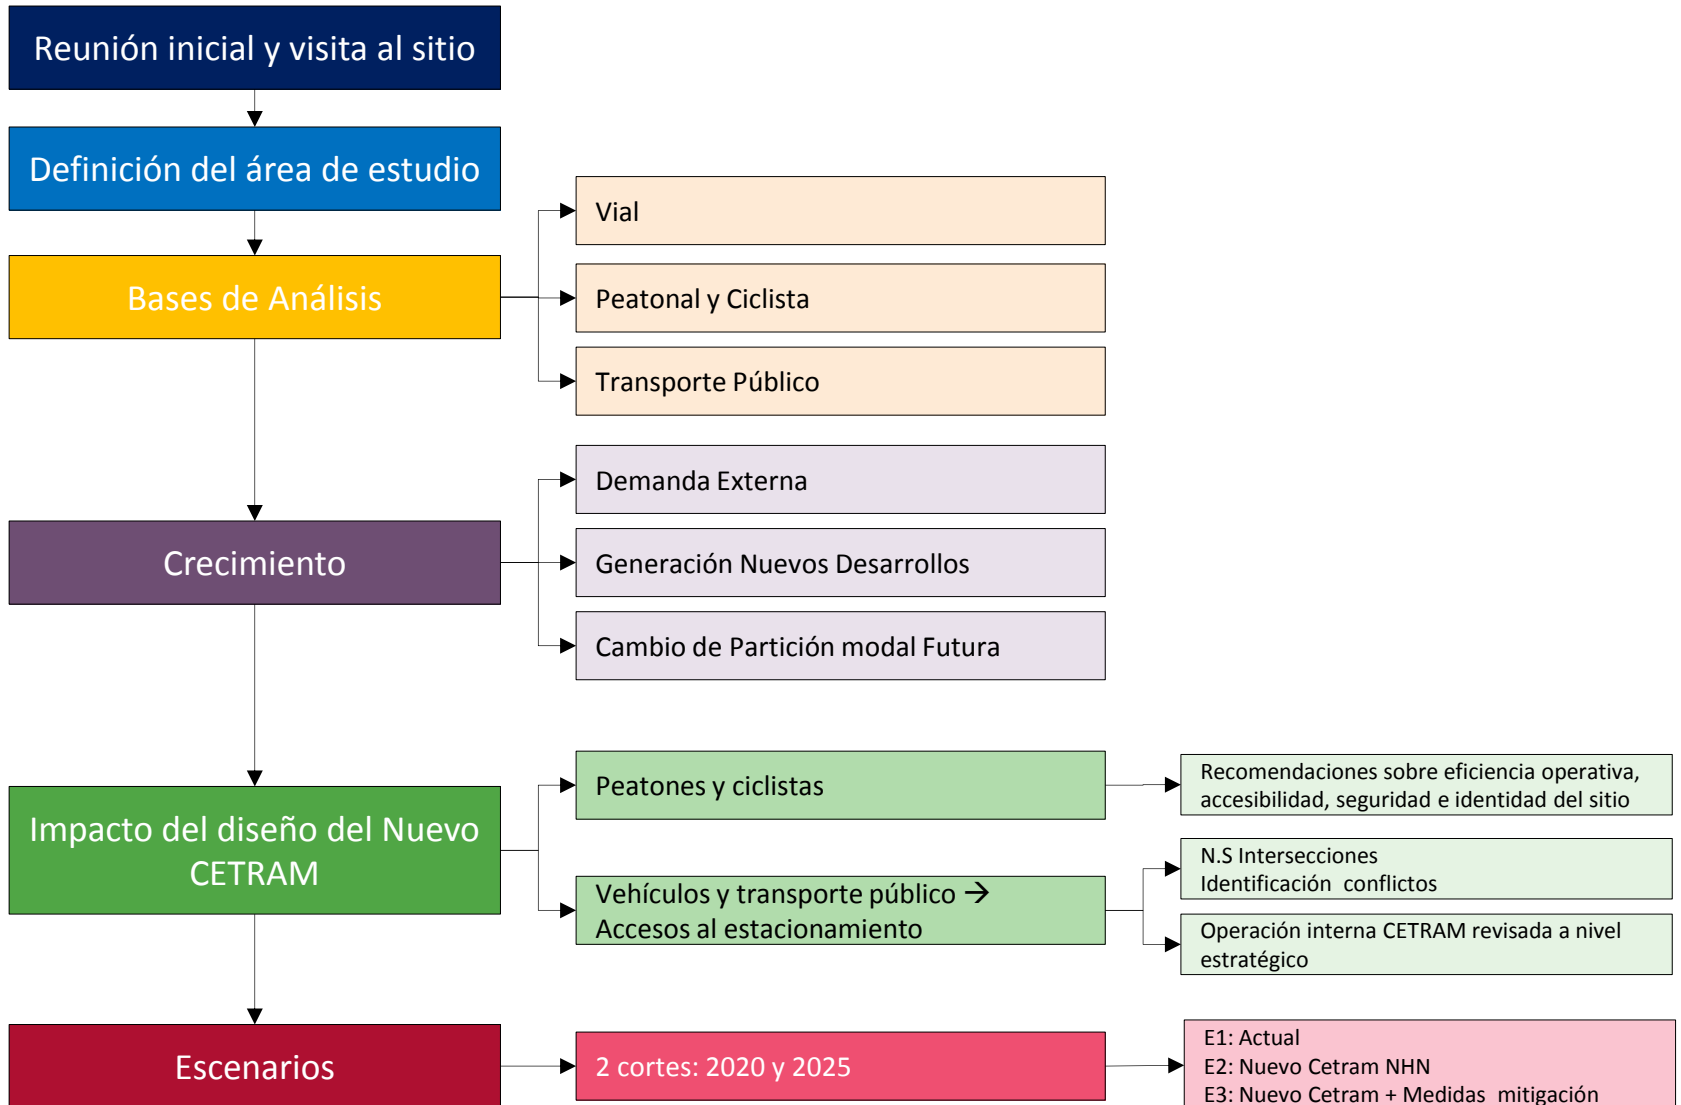 Reunión inicial y visita al sitio
Definición del área de estudio
Bases de Análisis
Vial
Peatonal y Ciclista
Transporte Público
Crecimiento
Demanda Externa
Generación Nuevos Desarrollos
Cambio de Partición modal Futura
Impacto del diseño del Nuevo
CETRAM
Peatones y ciclistas
Recomendaciones sobre eficiencia operativa,
accesibilidad, seguridad e identidad del sitio
Vehículos y transporte público →
Accesos al estacionamiento
N.S Intersecciones
Identificación conflictos
Operación interna CETRAM revisada a nivel
estratégico
Escenarios
2 cortes: 2020 y 2025
E1: Actual
E2: Nuevo Cetram NHN
E3: Nuevo Cetram + Medidas mitigación